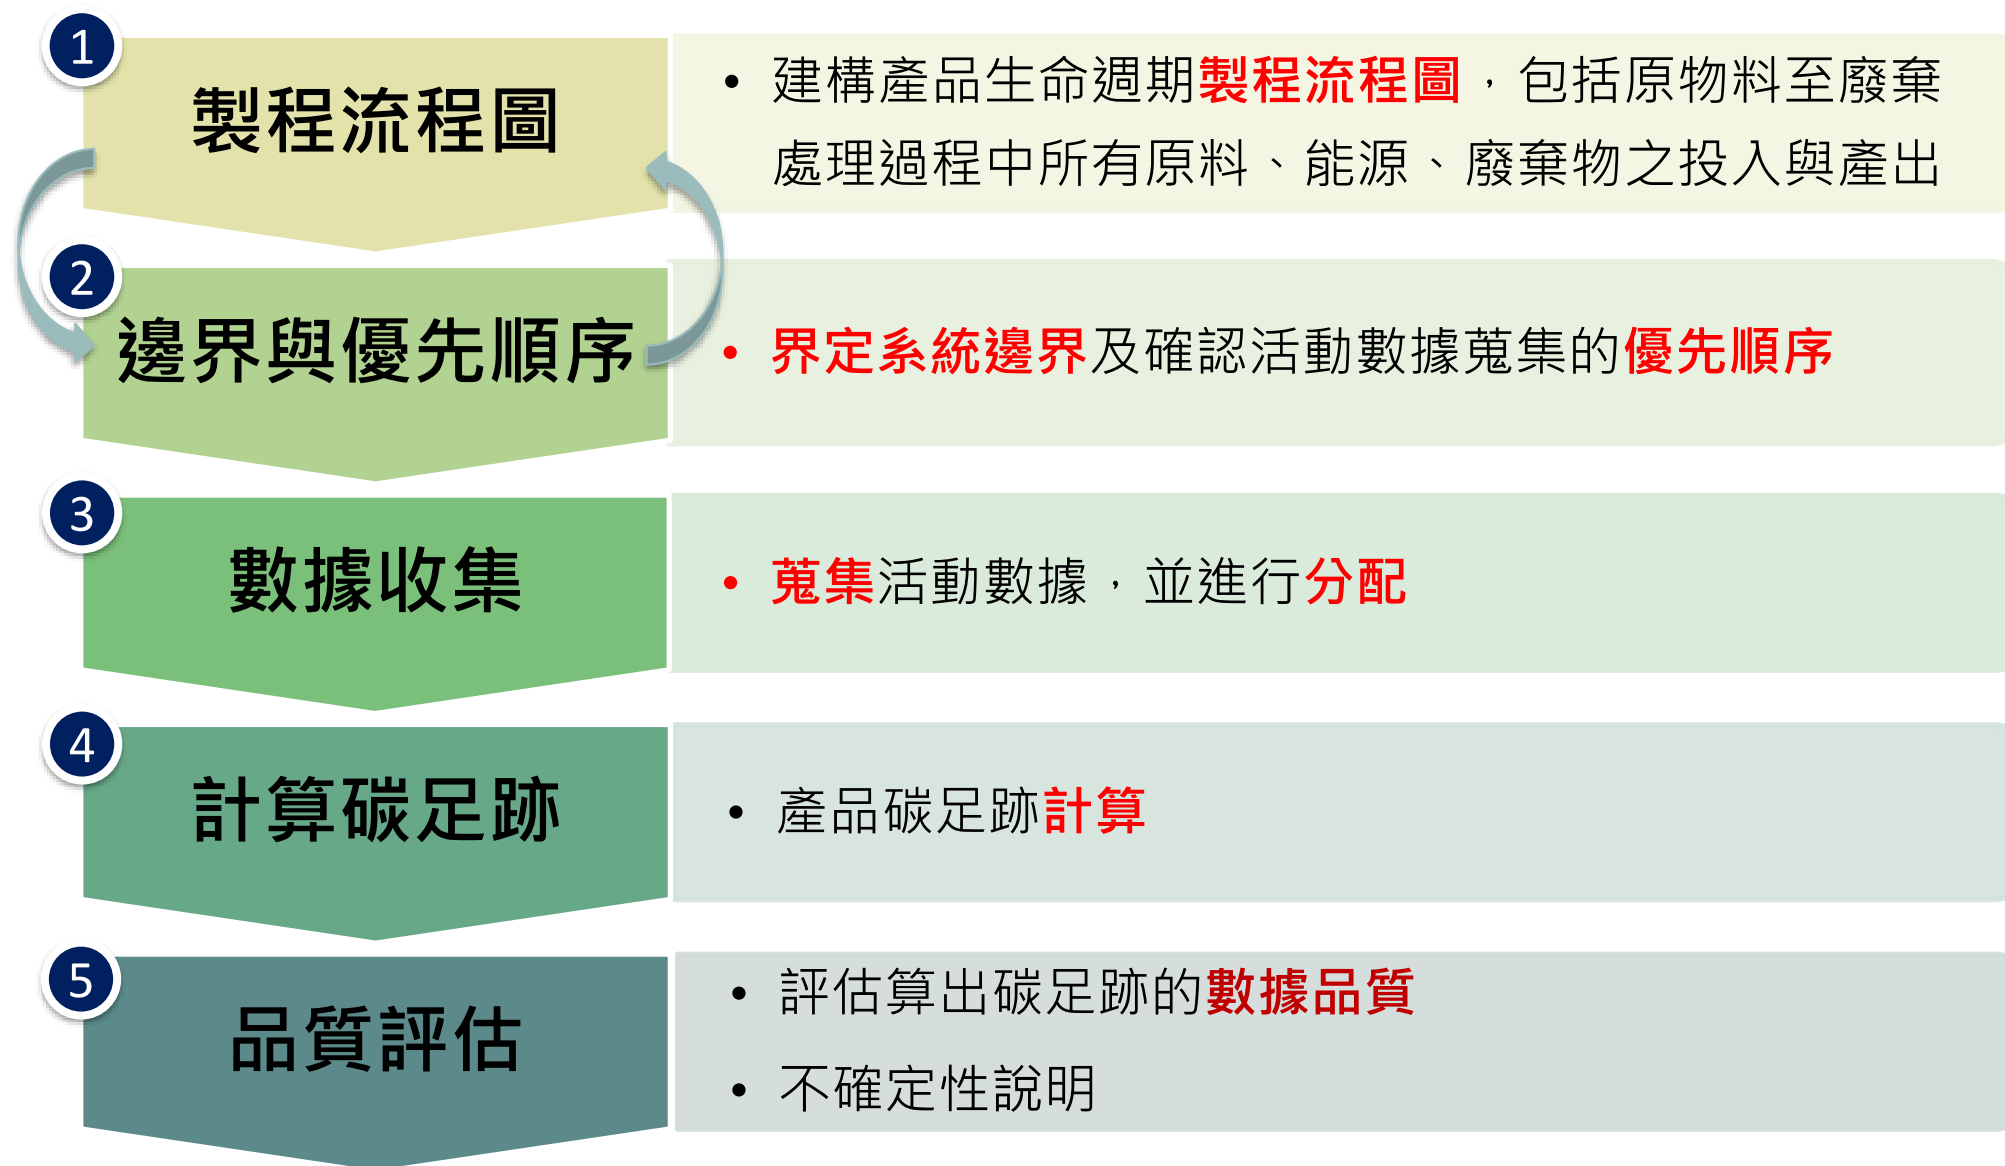 1
製程流程圖
• 建構產品生命週期製程流程圖，包括原物料至廢棄
處理過程中所有原料、能源、廢棄物之投入與產出
2
邊界與優先順序
• 界定系統邊界及確認活動數據蒐集的優先順序
3
數據收集
• 蒐集活動數據，並進行分配
4
計算碳足跡
• 產品碳足跡計算
5
品質評估
• 評估算出碳足跡的數據品質
• 不確定性說明